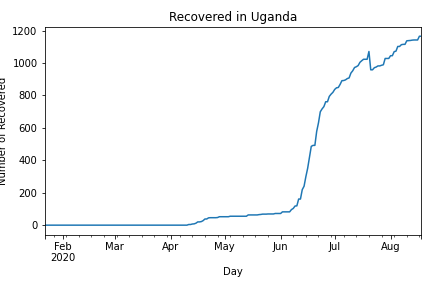 Recovered in Uganda
Number of Recovered
1200
1000
800
600
400
200
0
Feb
2020
Mar
Apr
May
Jun
Jul
Aug
Day